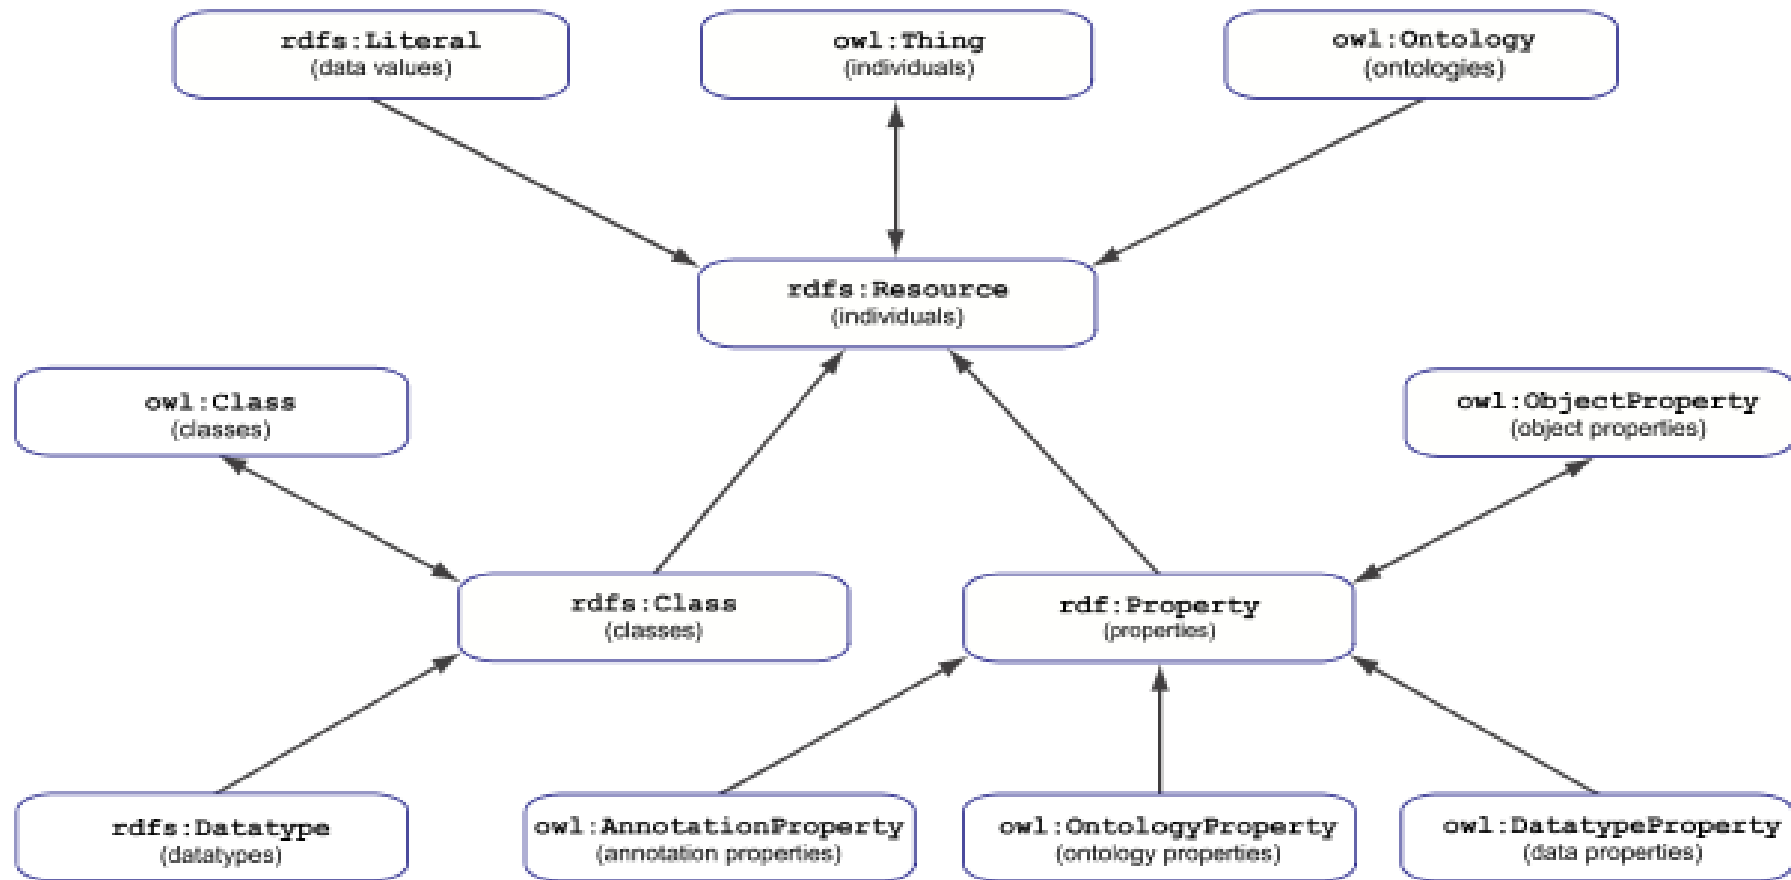 rdfs:Literal
(data values)
owl:Thing
(individuals)
owl:Ontology
(ontologies)
rdfs:Resource
(individuals)
owl:Class
(classes)
owl:ObjectProperty
(object properties)
rdfs:Class
(classes)
rdf:Property
(properties)
rdfs:Datatype
(datatypes)
owl:AnnotationProperty
(annotation properties)
owl:OntologyProperty
(ontology properties)
owl:DatatypeProperty
(data properties)